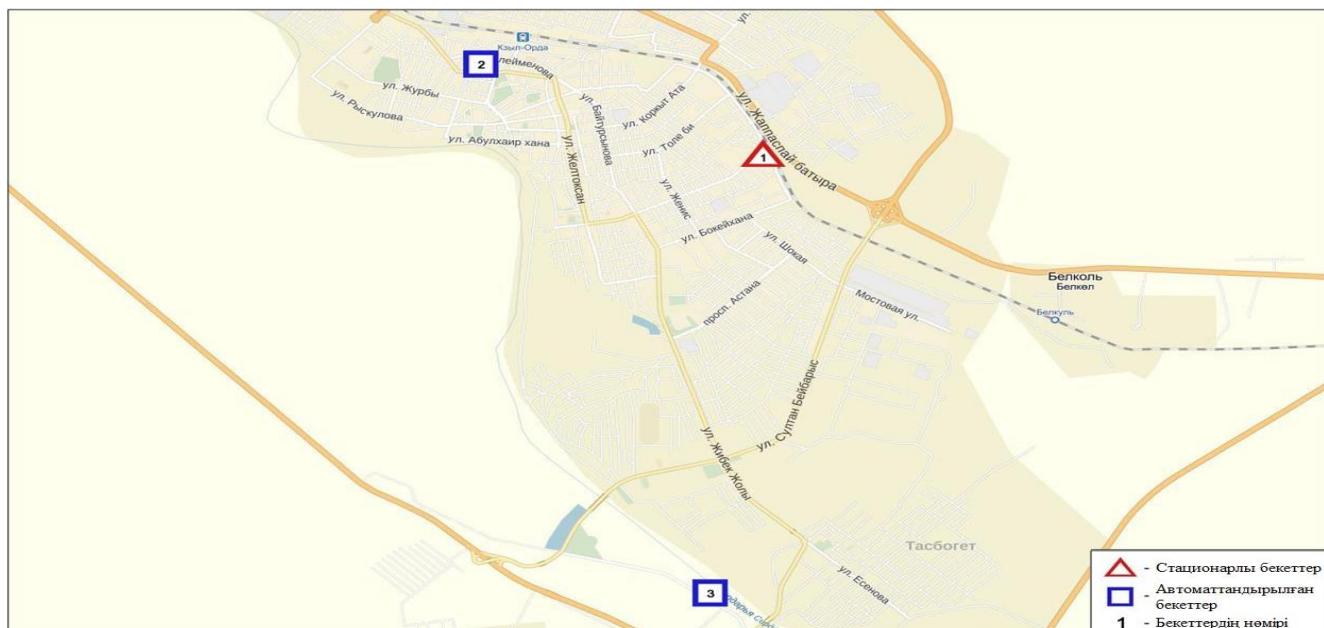 Кзыл-Орда
2
лейменова
ул. Журбы
ул. Рыскулова
ул. Абулхаир хана
ул. Желтоксан
ул. Байтурсынова
ул. Коркыт Ата
ул. Толе би
ул. Женис
1
ул. Жаппаспай батыра
ул. Бокейхана
ул. Шокая
просп. Астана
Мостовая ул.
Белколь
Белкөл
Белкуль
ул. Султан Бейбарыс
ул. Жибек Жолы
Тасбогет
ул. Есенова
3
- Стационарлы бекеттер
- Автоматтандырылған
бекеттер
1 - Бекеттердің нөмірі